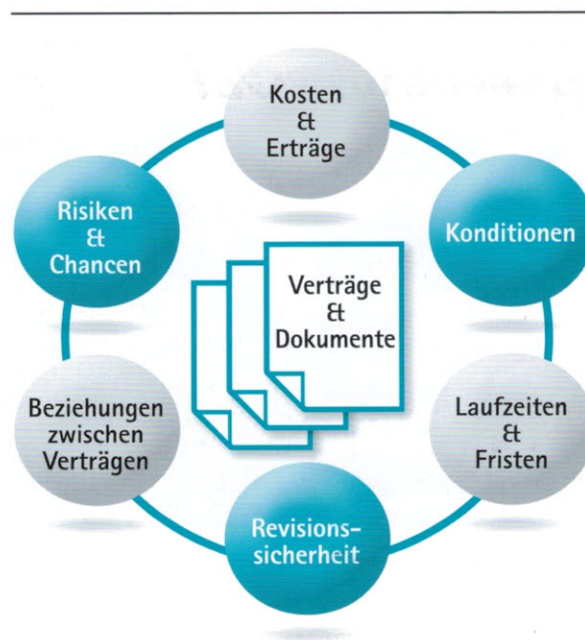 Kosten
&
Erträge
Risiken
&
Chancen
Konditionen
Verträge
&
Dokumente
Beziehungen
zwischen
Verträgen
Laufzeiten
&
Fristen
Revisions-
sicherheit